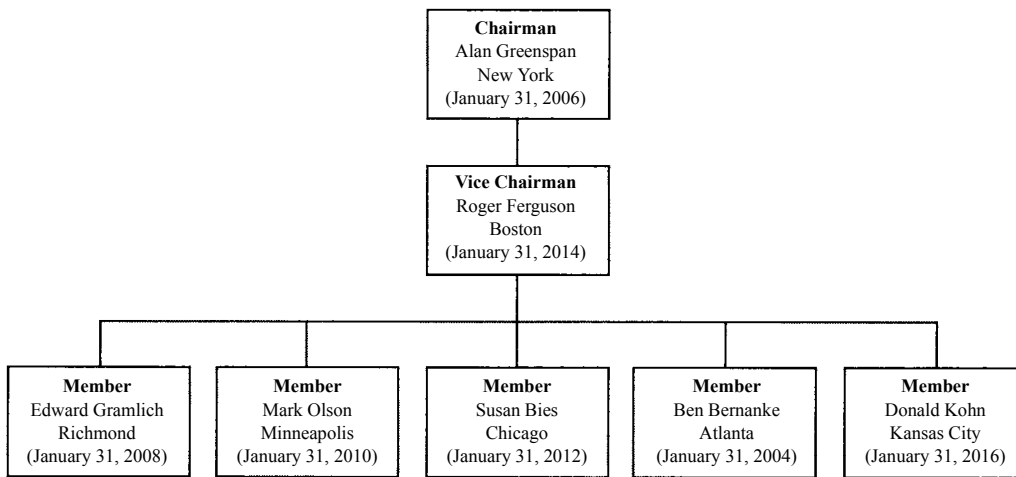 Chairman
Alan Greenspan
New York
(January 31, 2006)
Vice Chairman
Roger Ferguson
Boston
(January 31, 2014)
Member
Edward Gramlich
Richmond
(January 31, 2008)
Member
Mark Olson
Minneapolis
(January 31, 2010)
Member
Susan Bies
Chicago
(January 31, 2012)
Member
Ben Bernanke
Atlanta
(January 31, 2004)
Member
Donald Kohn
Kansas City
(January 31, 2016)